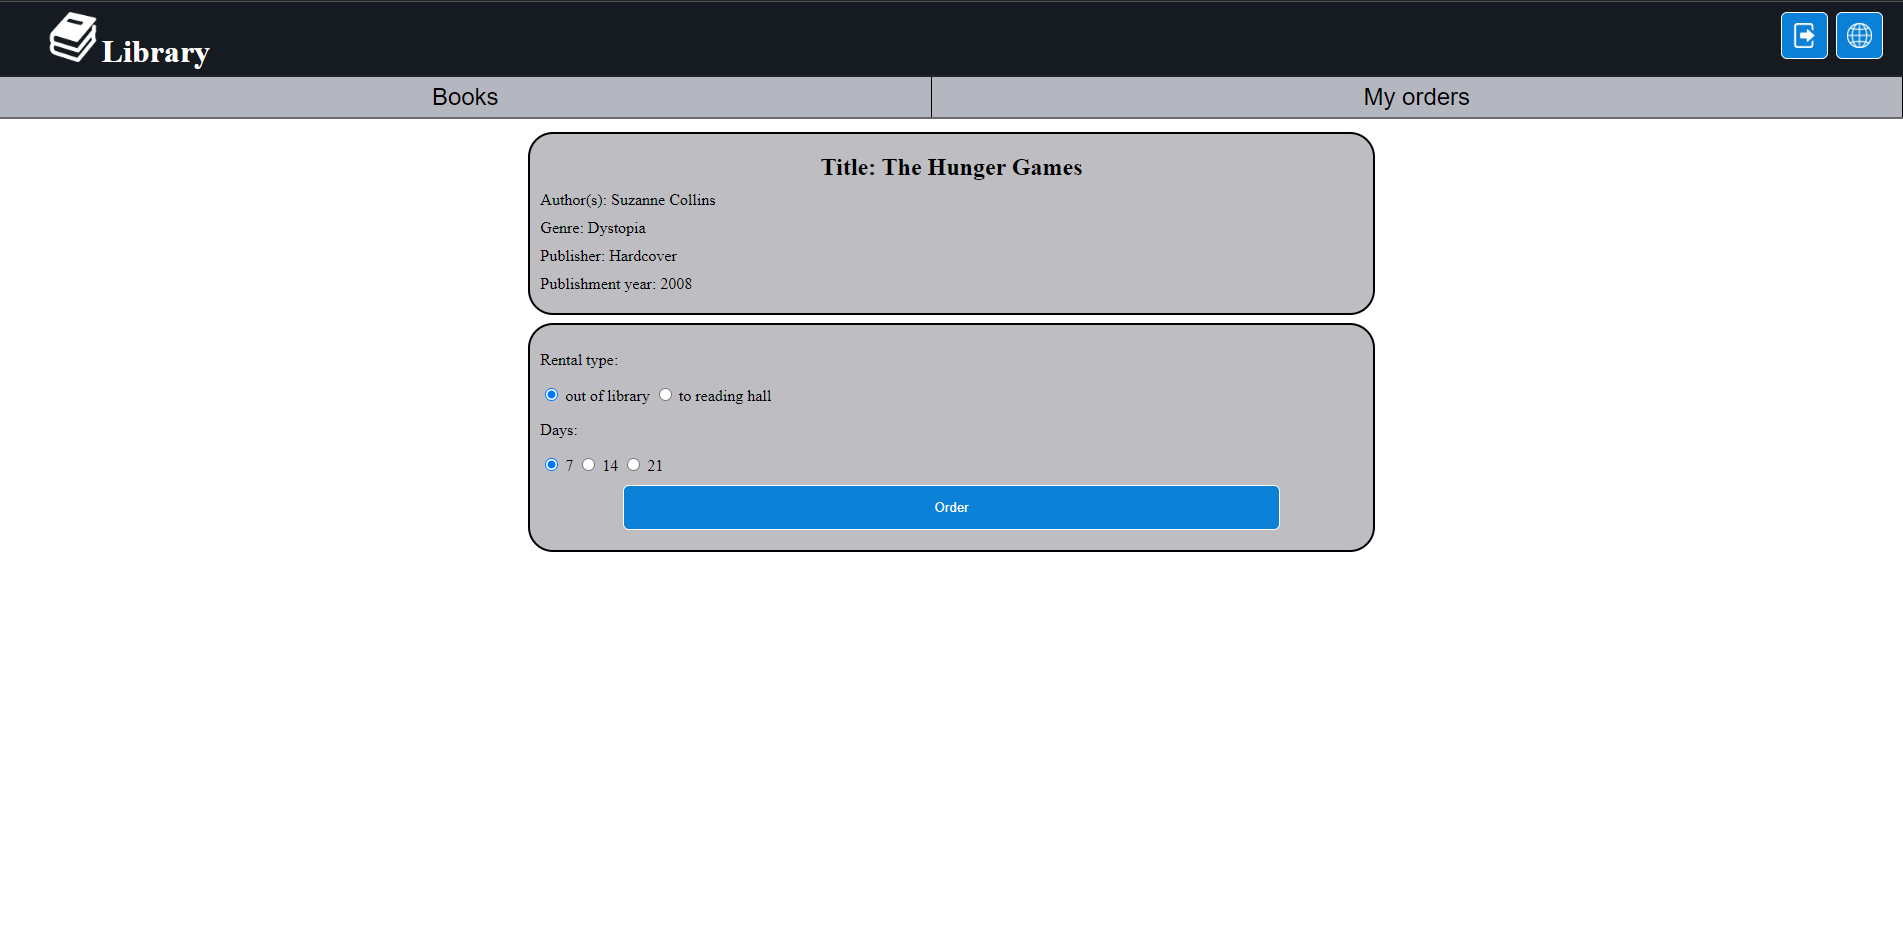 Library
Books
My orders
Title: The Hunger Games
Author(s): Suzanne Collins
Genre: Dystopia
Publisher: Hardcover
Publishment year: 2008
Rental type:
out of library to reading hall
Days:
7 14 21
Order